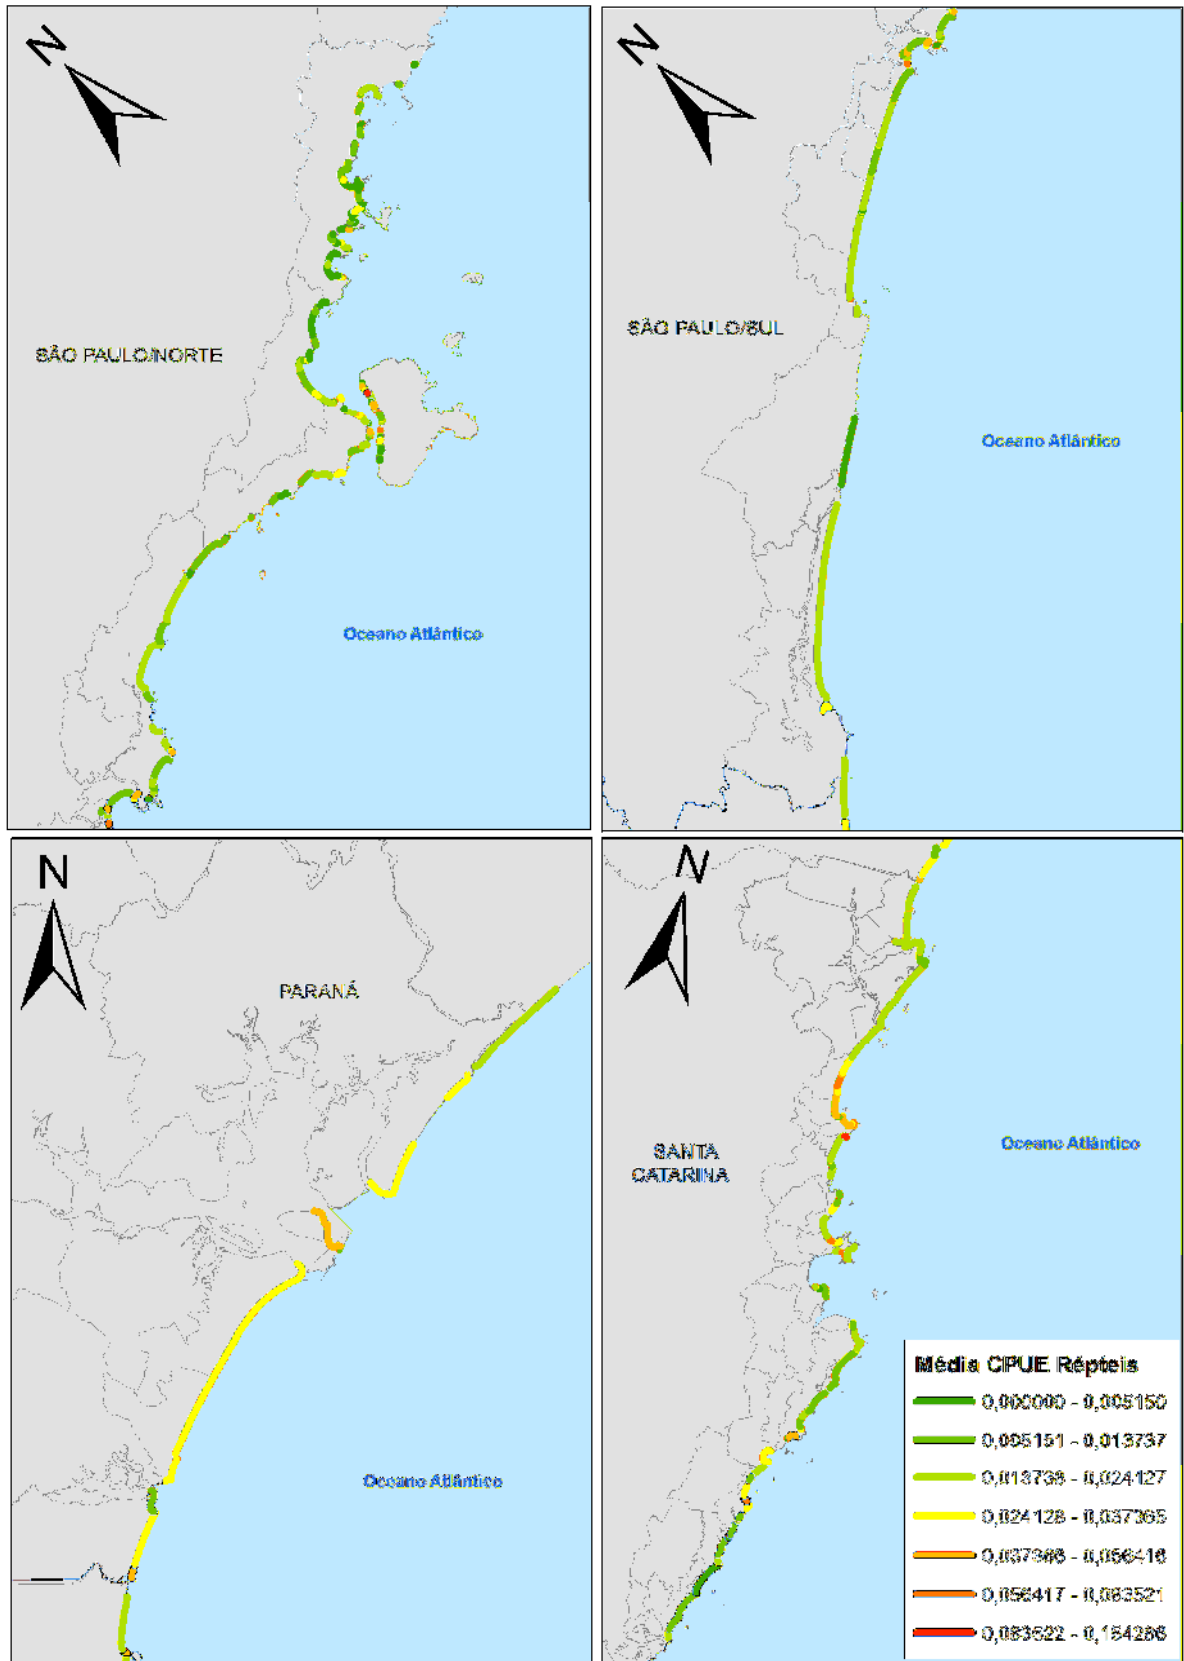 N
SÃO PAULO/NORTE
Oceano Atlântico
N
SÃO PAULO/SUL
Oceano Atlântico
N
PARANÁ
Oceano Atlântico
N
SANTA
CATARINA
Oceano Atlântico
Média CPUE Répteis
0,000000 - 0,005150
0,005151 - 0,013737
0,013738 - 0,024127
0,024128 - 0,037365
0,037366 - 0,056416
0,056417 - 0,083521
0,083522 - 0,154286